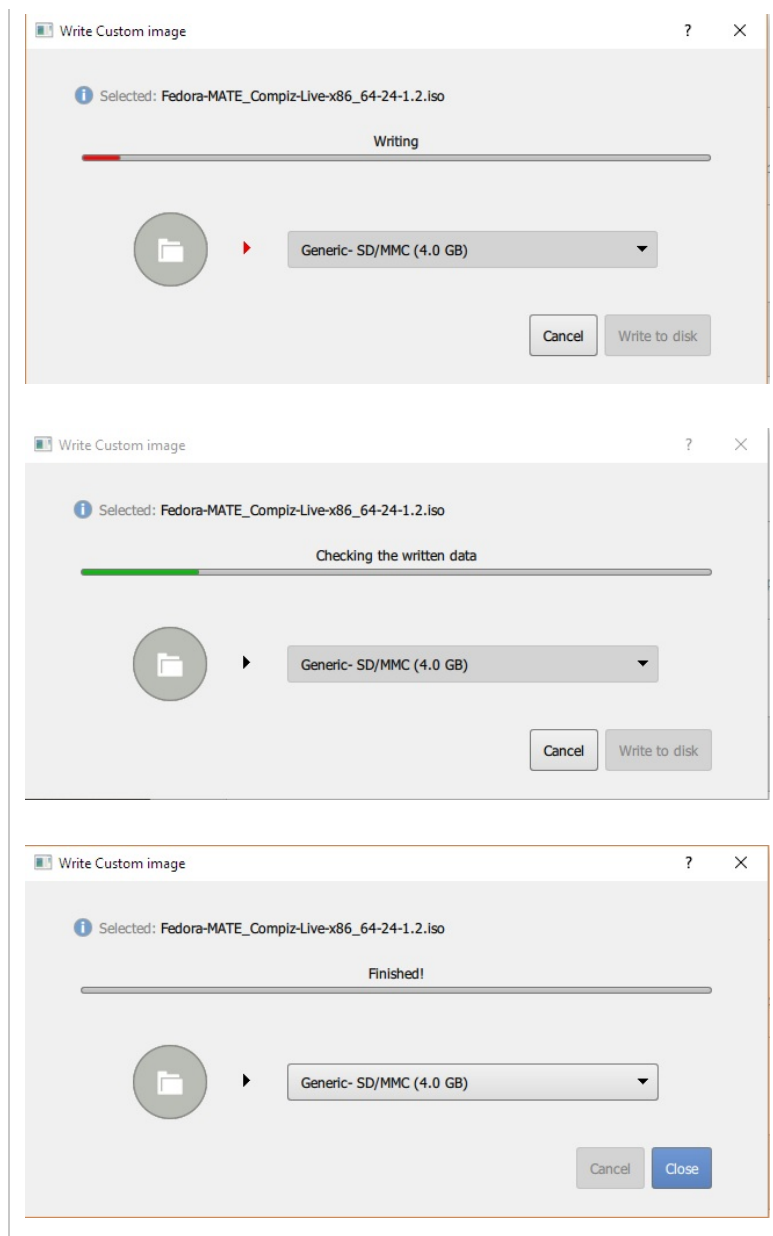 Write Custom image
?
Selected: Fedora-MATE_Compiz-Live-x86_64-24-1.2.iso
Writing
Generic- SD/MMC (4.0 GB)
Cancel Write to disk
Write Custom image
?
Selected: Fedora-MATE_Compiz-Live-x86_64-24-1.2.iso
Checking the written data
Generic- SD/MMC (4.0 GB)
Cancel Write to disk
Write Custom image
?
Selected: Fedora-MATE_Compiz-Live-x86_64-24-1.2.iso
Finished!
Generic- SD/MMC (4.0 GB)
Cancel Close